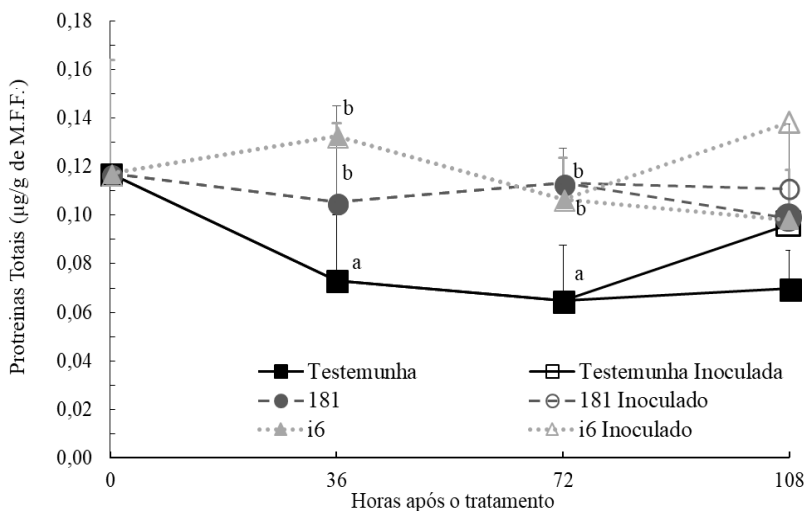 0,18
0,16
0,14
0,12
0,10
0,08
0,06
0,04
0,02
0,00
Protreinas Totais (µg/g de M.F.F.)
b
b
a
b
b
a
Testemunha
Testemunha Inoculada
181
181 Inoculado
i6
i6 Inoculado
0
36
72
108
Horas após o tratamento